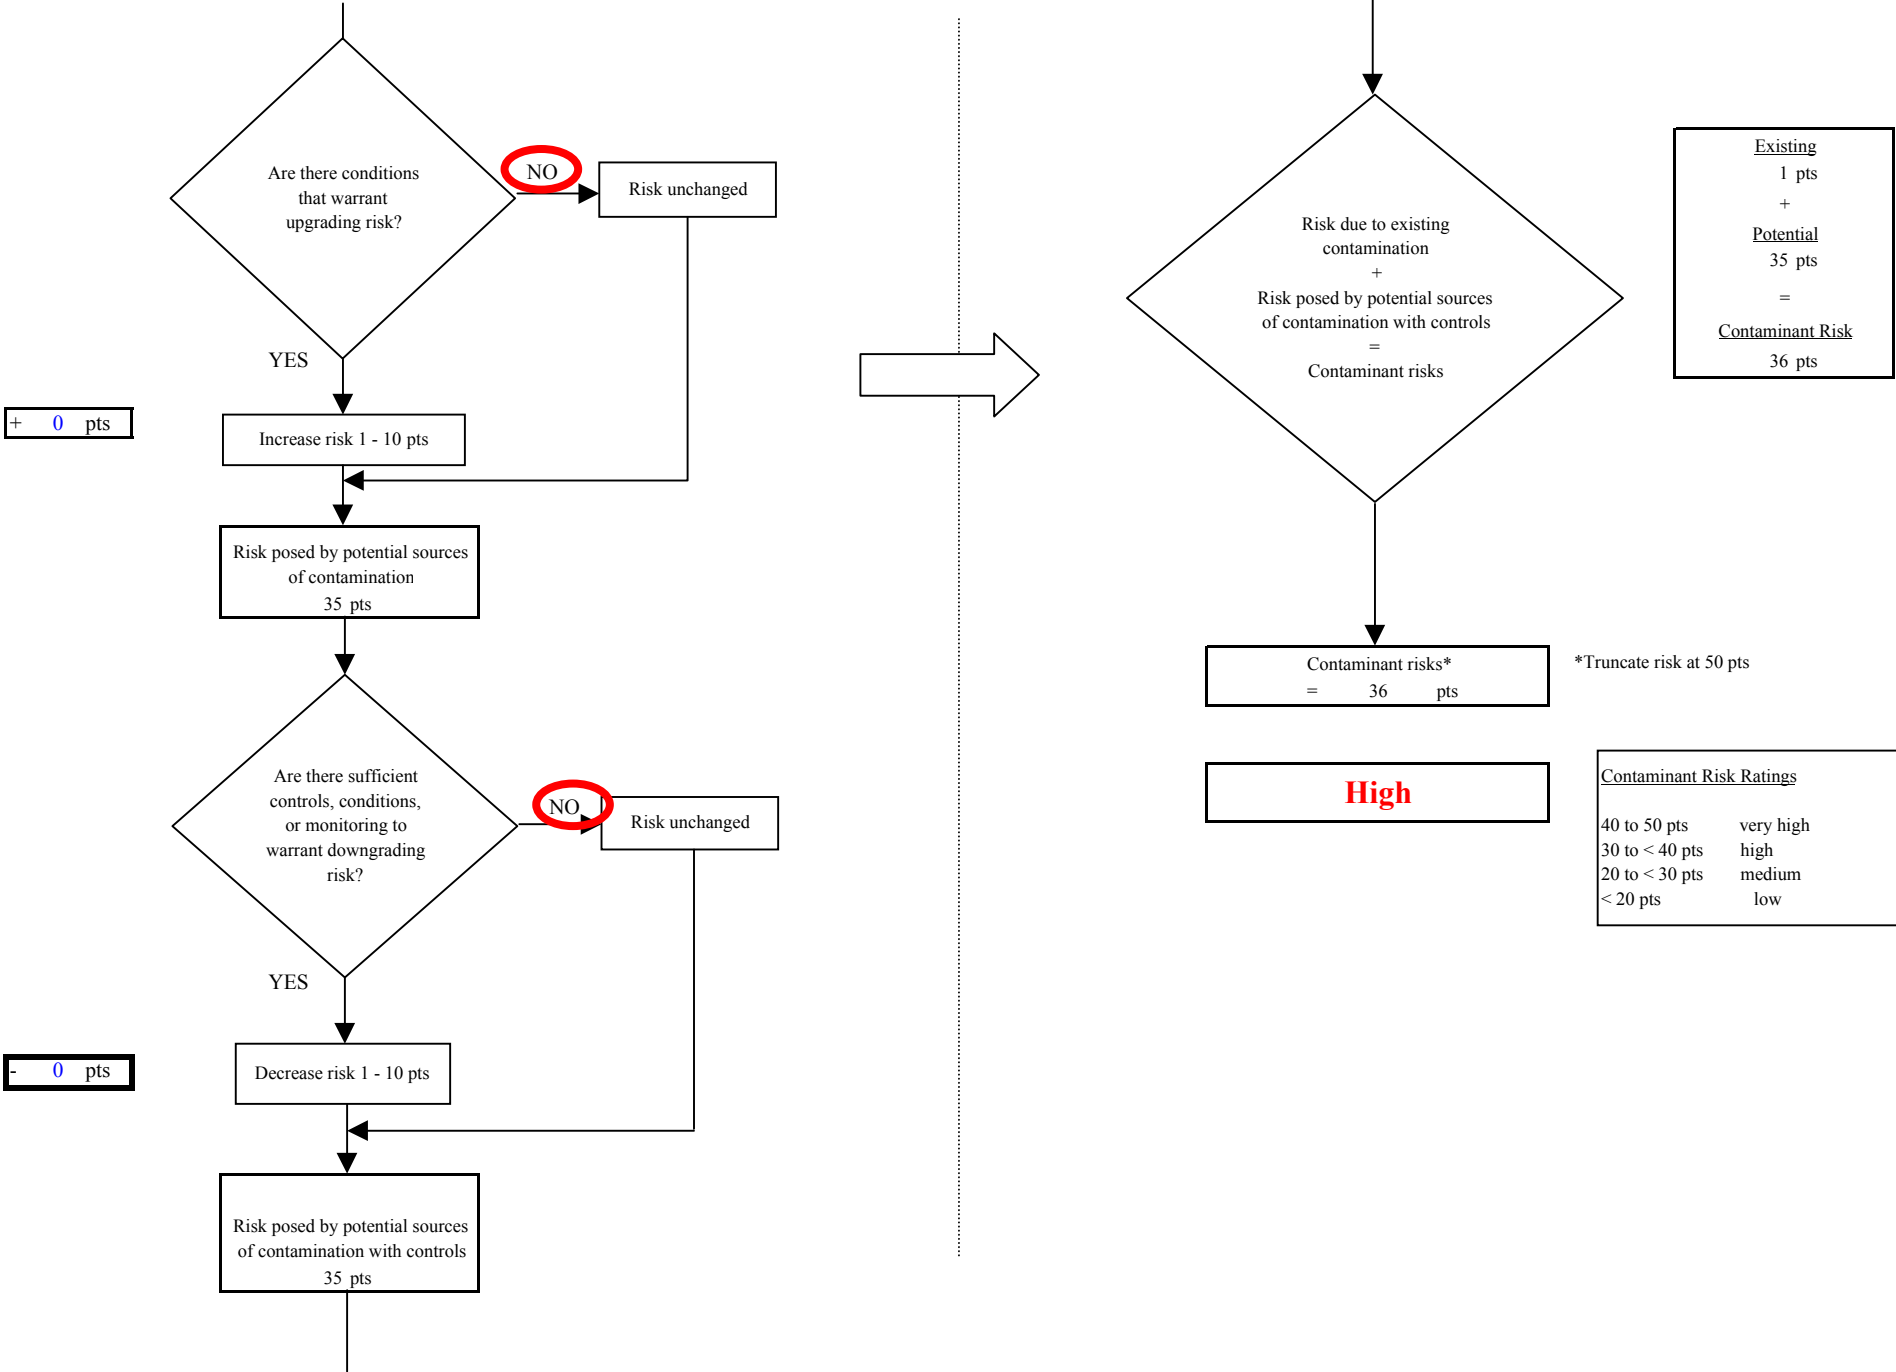 Are there conditions
that warrant
upgrading risk?
NO
Risk unchanged
YES
+ 0 pts
Increase risk 1 - 10 pts
Risk posed by potential sources
of contamination
35 pts
Are there sufficient
controls, conditions,
or monitoring to
warrant downgrading
risk?
NO
Risk unchanged
YES
- 0 pts
Decrease risk 1 - 10 pts
Risk posed by potential sources
of contamination with controls
35 pts
Risk due to existing
contamination
+
Risk posed by potential sources
of contamination with controls
=
Contaminant risks
Existing
1 pts
+
Potential
35 pts
=
Contaminant Risk
36 pts
Contaminant risks*
= 36 pts
*Truncate risk at 50 pts
High
Contaminant Risk Ratings
40 to 50 pts very high
30 to < 40 pts high
20 to < 30 pts medium
< 20 pts low